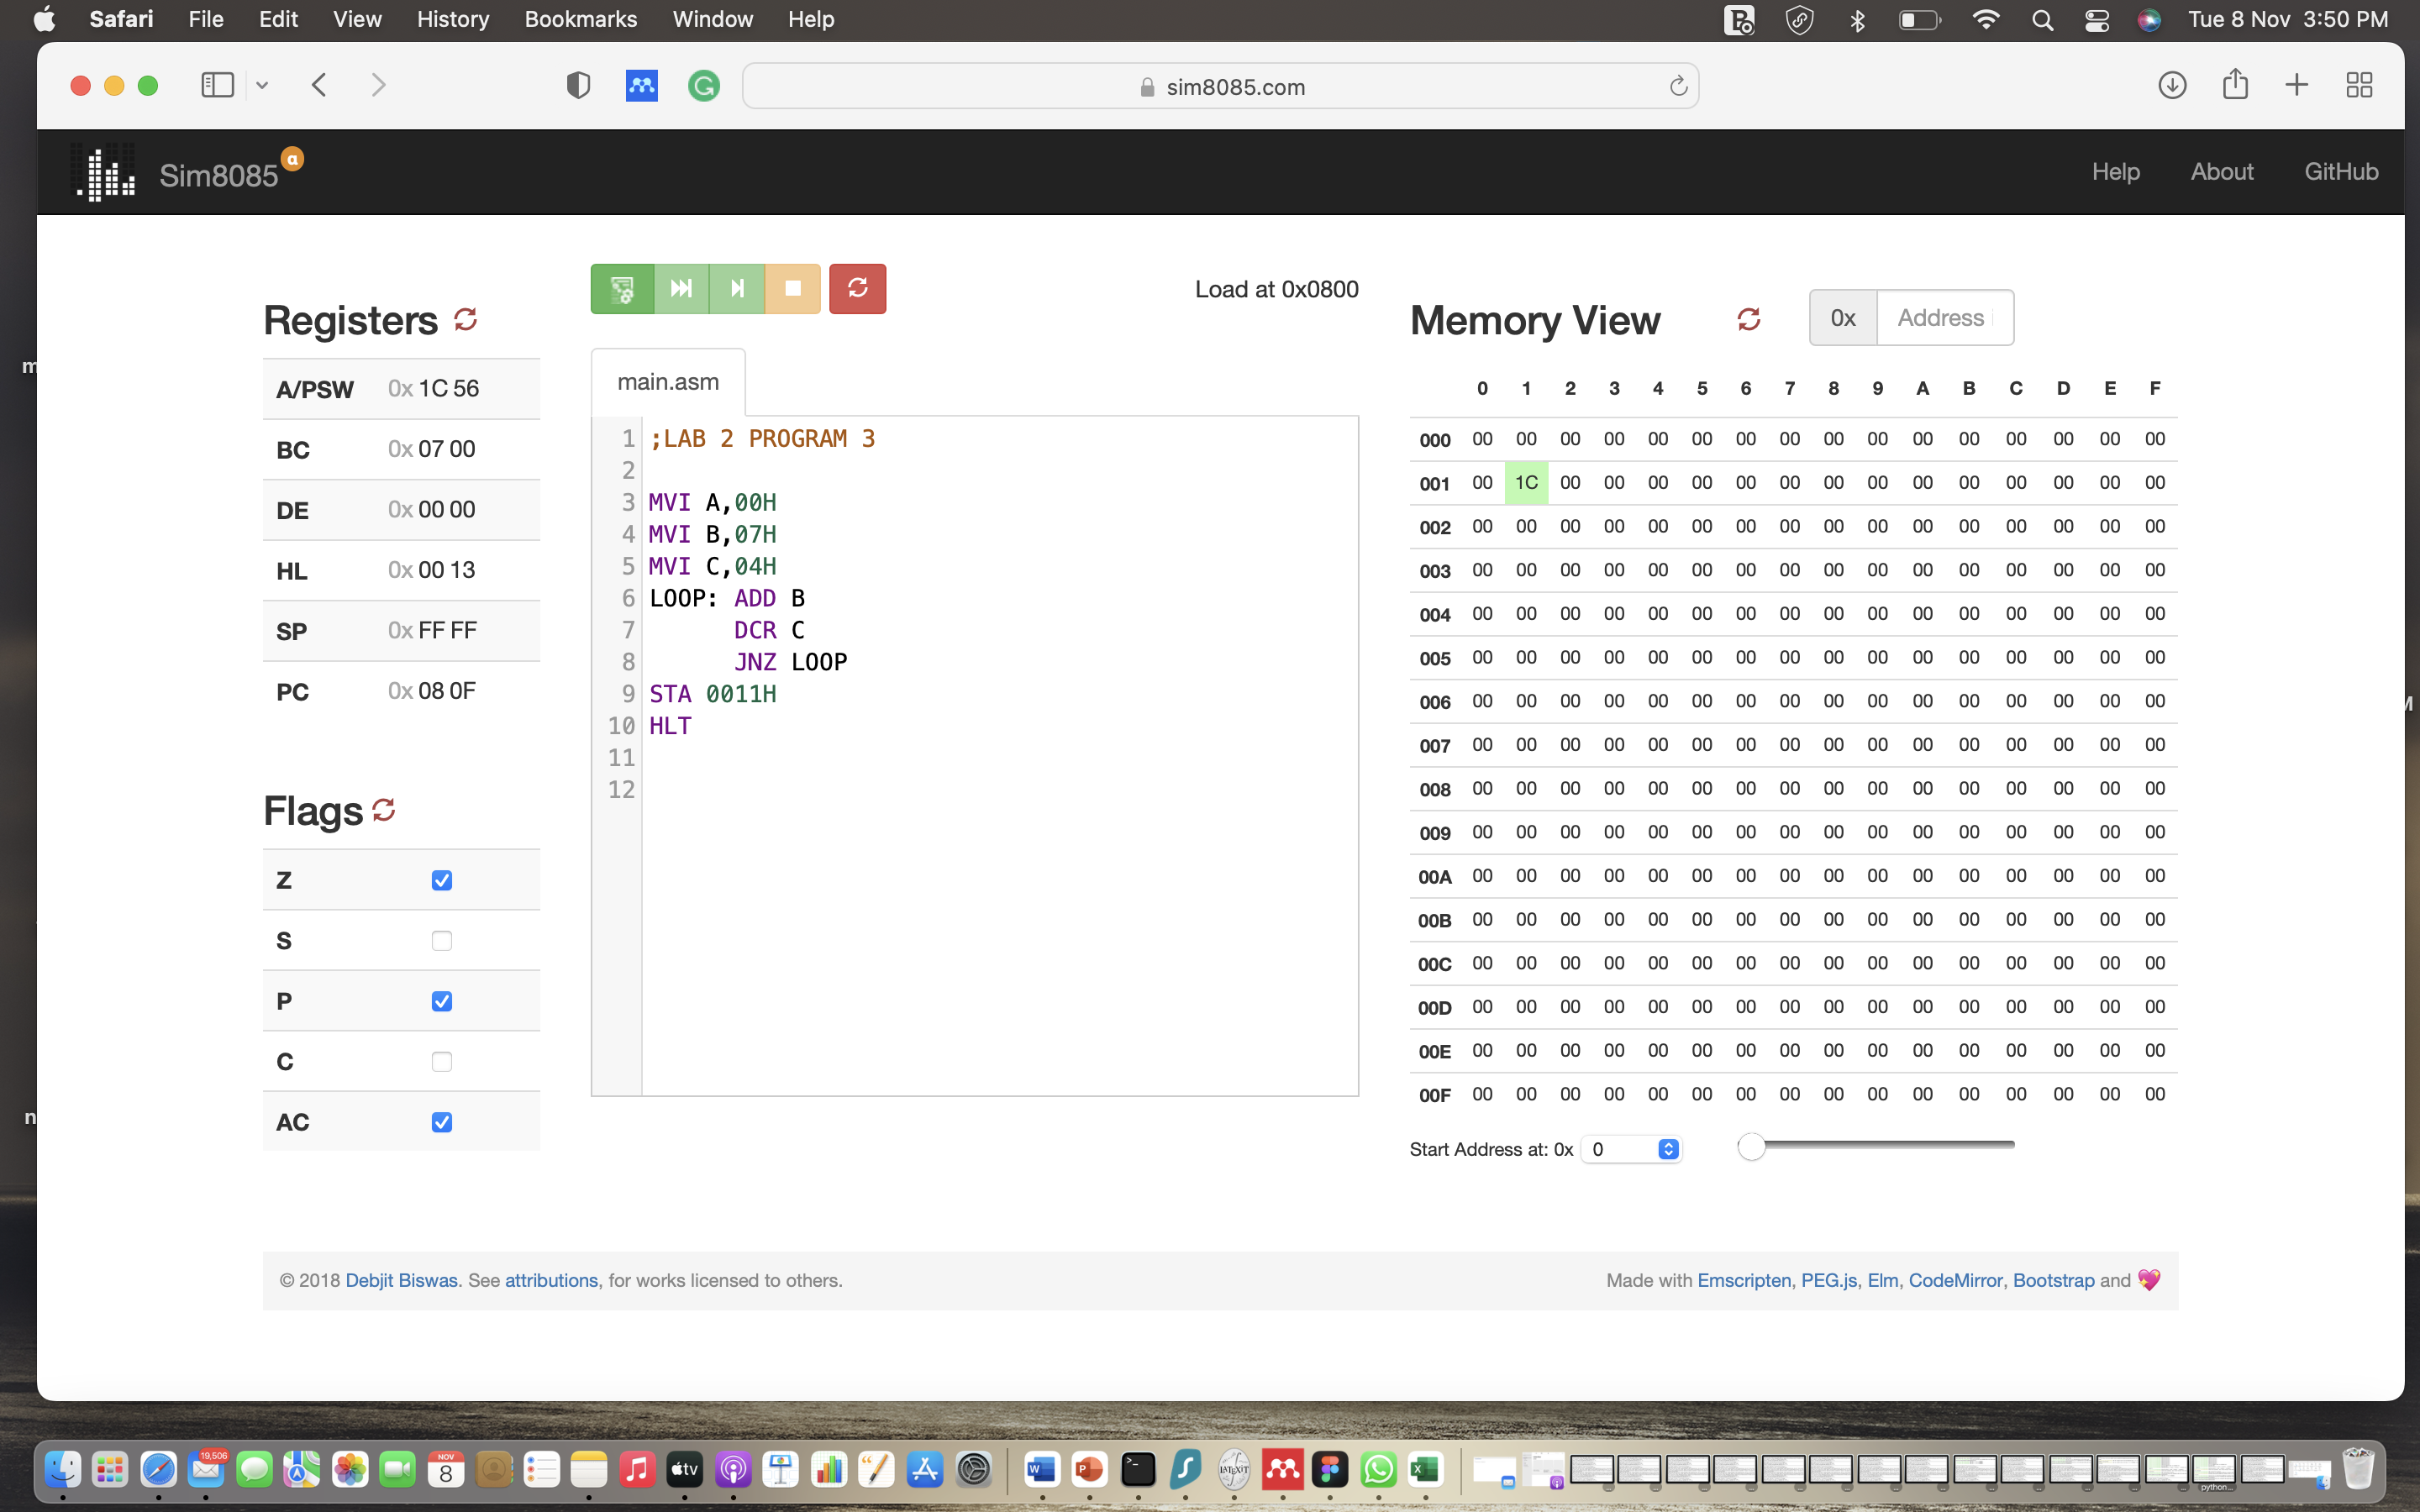 Safari File Edit View History Bookmarks Window Help Tue 8 Nov 3:50 PM
sim8085.com
Sim8085 α Help About GitHub
Load at 0x0800
Registers
A/PSW 0x 1C 56
BC 0x 07 00
DE 0x 00 00
HL 0x 00 13
SP 0x FF FF
PC 0x 08 0F
Flags
Z
S
P
C
AC
main.asm
1 ;LAB 2 PROGRAM 3
2
3 MVI A,00H
4 MVI B,07H
5 MVI C,04H
6 LOOP: ADD B
7 DCR C
8 JNZ LOOP
9 STA 0011H
10 HLT
11
12
Memory View 0x Address
0 1 2 3 4 5 6 7 8 9 A B C D E F
000 00 00 00 00 00 00 00 00 00 00 00 00 00 00 00 00
001 00 1C 00 00 00 00 00 00 00 00 00 00 00 00 00 00
002 00 00 00 00 00 00 00 00 00 00 00 00 00 00 00 00
003 00 00 00 00 00 00 00 00 00 00 00 00 00 00 00 00
004 00 00 00 00 00 00 00 00 00 00 00 00 00 00 00 00
005 00 00 00 00 00 00 00 00 00 00 00 00 00 00 00 00
006 00 00 00 00 00 00 00 00 00 00 00 00 00 00 00 00
007 00 00 00 00 00 00 00 00 00 00 00 00 00 00 00 00
008 00 00 00 00 00 00 00 00 00 00 00 00 00 00 00 00
009 00 00 00 00 00 00 00 00 00 00 00 00 00 00 00 00
00A 00 00 00 00 00 00 00 00 00 00 00 00 00 00 00 00
00B 00 00 00 00 00 00 00 00 00 00 00 00 00 00 00 00
00C 00 00 00 00 00 00 00 00 00 00 00 00 00 00 00 00
00D 00 00 00 00 00 00 00 00 00 00 00 00 00 00 00 00
00E 00 00 00 00 00 00 00 00 00 00 00 00 00 00 00 00
00F 00 00 00 00 00 00 00 00 00 00 00 00 00 00 00 00
Start Address at: 0x 0
© 2018 Debjit Biswas. See attributions, for works licensed to others.
Made with Emscripten, PEG.js, Elm, CodeMirror, Bootstrap and 💖
19,506
NOV
8
tv
python...